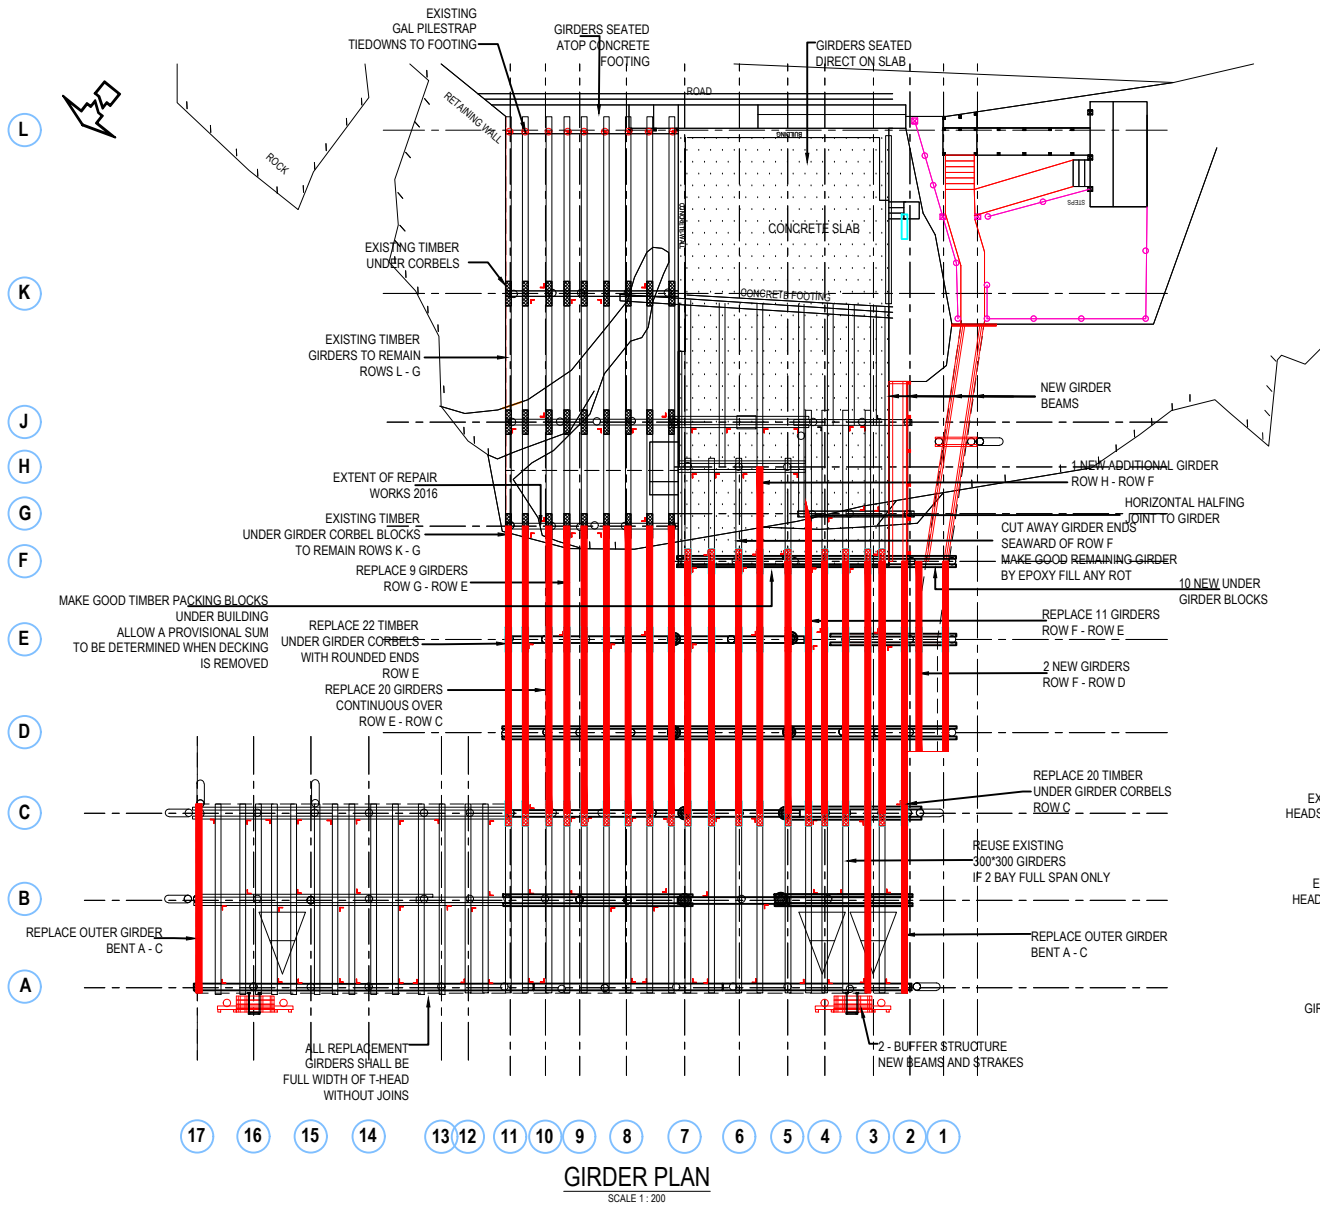 EXISTING
GAL PILESTRAP
TIEDOWNS TO FOOTING
GIRDERS SEATED
ATOP CONCRETE
FOOTING
GIRDERS SEATED
DIRECT ON SLAB
ROAD
RETAINING WALL
ROCK
BUILDING
L
CONCRETE WALL
CONCRETE SLAB
STEPS
EXISTING TIMBER
UNDER CORBELS
K
CONCRETE FOOTING
EXISTING TIMBER
GIRDERS TO REMAIN
ROWS L - G
NEW GIRDER
BEAMS
J
H
1 NEW ADDITIONAL GIRDER
ROW H - ROW F
EXTENT OF REPAIR
WORKS 2016
HORIZONTAL HALFING
JOINT TO GIRDER
G
EXISTING TIMBER
UNDER GIRDER CORBEL BLOCKS
TO REMAIN ROWS K - G
CUT AWAY GIRDER ENDS
SEAWARD OF ROW F
MAKE GOOD REMAINING GIRDER
BY EPOXY FILL ANY ROT
F
REPLACE 9 GIRDERS
ROW G - ROW E
10 NEW UNDER
GIRDER BLOCKS
MAKE GOOD TIMBER PACKING BLOCKS
UNDER BUILDING
ALLOW A PROVISIONAL SUM
TO BE DETERMINED WHEN DECKING
IS REMOVED
REPLACE 22 TIMBER
UNDER GIRDER CORBELS
WITH ROUNDED ENDS
ROW E
REPLACE 11 GIRDERS
ROW F - ROW E
E
2 NEW GIRDERS
ROW F - ROW D
REPLACE 20 GIRDERS
CONTINUOUS OVER
ROW E - ROW C
D
REPLACE 20 TIMBER
UNDER GIRDER CORBELS
ROW C
C
EX
HEADS
REUSE EXISTING
300*300 GIRDERS
IF 2 BAY FULL SPAN ONLY
B
E
HEAD
REPLACE OUTER GIRDER
BENT A - C
REPLACE OUTER GIRDER
BENT A - C
A
GIR
ALL REPLACEMENT
GIRDERS SHALL BE
FULL WIDTH OF T-HEAD
WITHOUT JOINS
2 - BUFFER STRUCTURE
NEW BEAMS AND STRAKES
17 16 15 14 13 12 11 10 9 8 7 6 5 4 3 2 1
GIRDER PLAN
SCALE 1 : 200